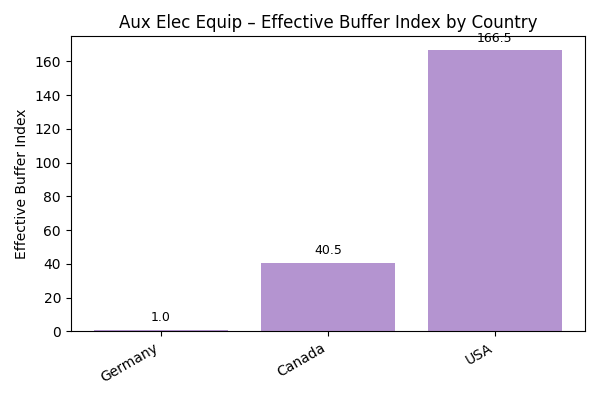 Aux Elec Equip – Effective Buffer Index by Country
Effective Buffer Index
160
140
120
100
80
60
40
20
0
1.0
40.5
166.5
Germany
Canada
USA